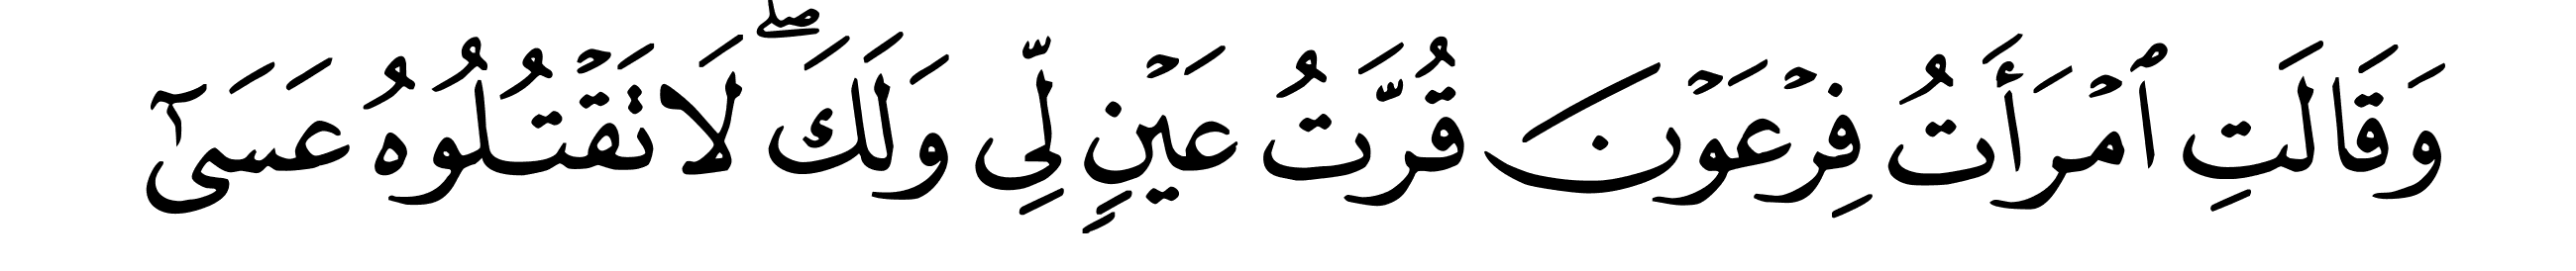 وَقَالَتِ ٱمۡرَأَتُ فِرۡعَوۡنَ قُرَّتُ عَيۡنٖ لِّي وَلَكَۖ لَا تَقۡتُلُوهُ عَسَىٰٓ